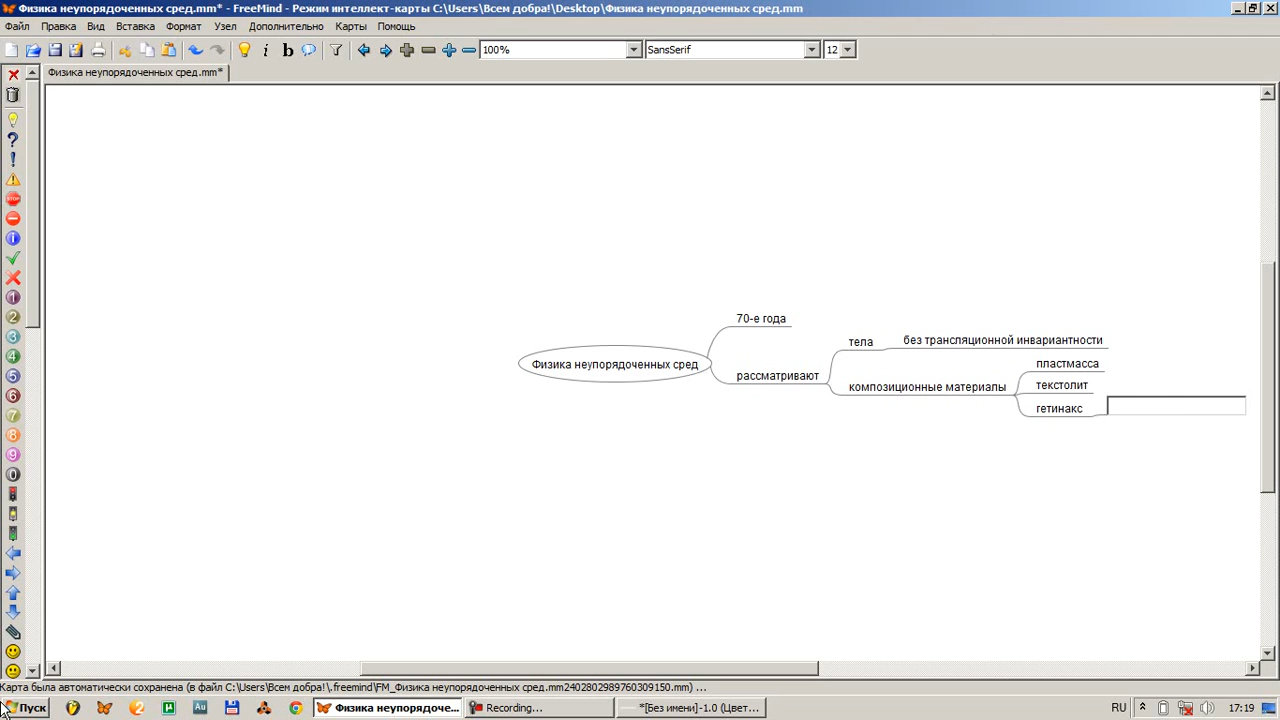 Физика неупорядоченных сред.mm* - FreeMind - Режим интеллект-карты C:\Users\Всем добра!\Desktop\Физика неупорядоченных сред.mm
Файл Правка Вид Вставка Формат Узел Дополнительно Карты Помощь
100% SansSerif 12
Физика неупорядоченных сред.mm*
70-е года
тела
без трансляционной инвариантности
Физика неупорядоченных сред
пластмасса
рассматривают
композиционные материалы
текстолит
гетинакс
Карта была автоматически сохранена (в файл C:\Users\Всем добра!\.freemind\FM_Физика неупорядоченных сред.mm2402802989760309150.mm) ...
Пуск
Физика неупорядоче...
Recording...
*[Без имени]-1.0 (Цвет...
RU
17:19